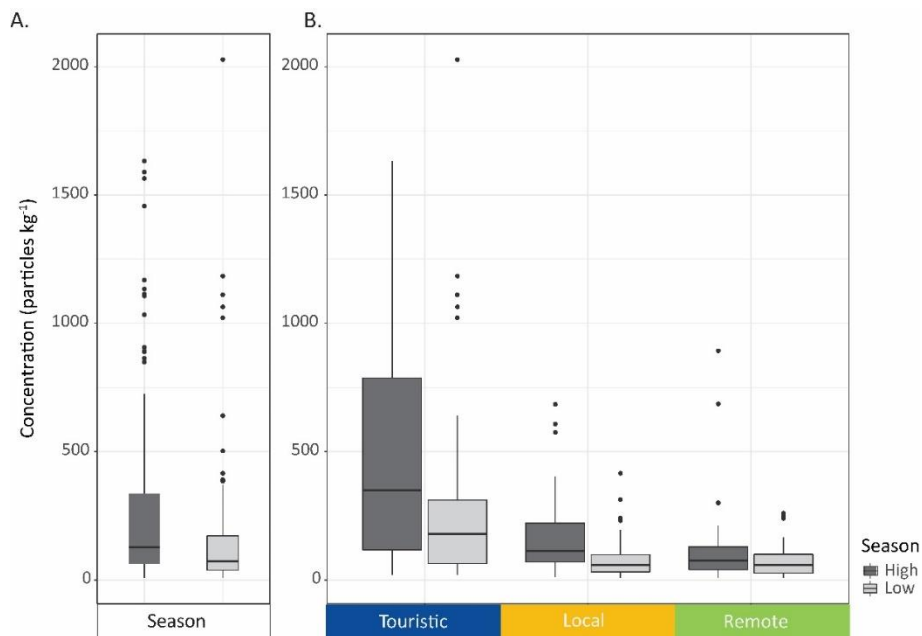 A.
B.
Concentration (particles kg⁻¹)
2000
1500
1000
500
0
2000
1500
1000
500
0
Season
High
Low
Season
Touristic
Local
Remote